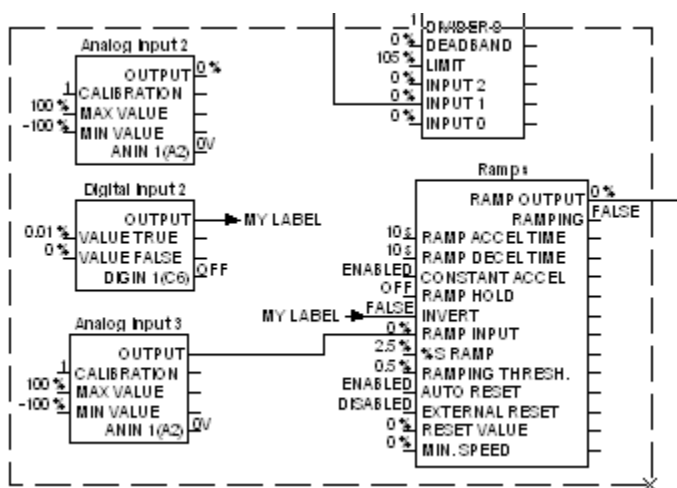 Analog Input 2
OUTPUT 0 %
1 CALIBRATION
100 % MAX VALUE
-100 % MIN VALUE
ANIN 1(A2) 0V
Digital Input 2
OUTPUT MY LABEL
0.01 % VALUE TRUE
0 % VALUE FALSE
DIGIN 1(C6) OFF
Analog Input 3
OUTPUT
1 CALIBRATION
100 % MAX VALUE
-100 % MIN VALUE
ANIN 1(A2) 0V
1
0 % DEADBAND
105 % LIMIT
0 % INPUT 2
0 % INPUT 1
0 % INPUT 0
Ramps
RAMP OUTPUT 0 %
RAMPING FALSE
10 s RAMP ACCEL TIME
10 s RAMP DECEL TIME
ENABLED CONSTANT ACCEL
OFF RAMP HOLD
MY LABEL FALSE INVERT
0 % RAMP INPUT
2.5 % %S RAMP
0.5 % RAMPING THRESH.
ENABLED AUTO RESET
DISABLED EXTERNAL RESET
0 % RESET VALUE
0 % MIN. SPEED